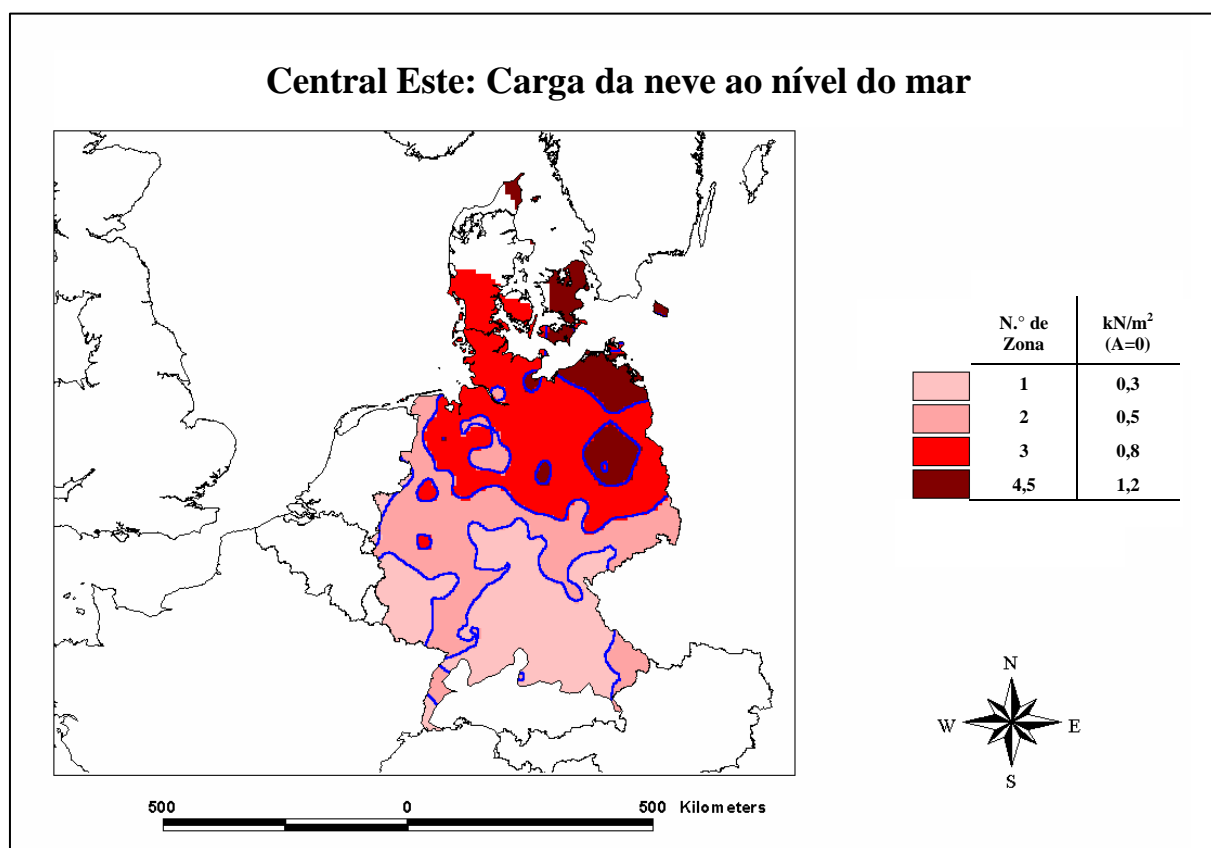 Central Este: Carga da neve ao nível do mar
N.° de Zona kN/m² (A=0)
1 0,3
2 0,5
3 0,8
4,5 1,2
N
W E
S
500 0 500 Kilometers